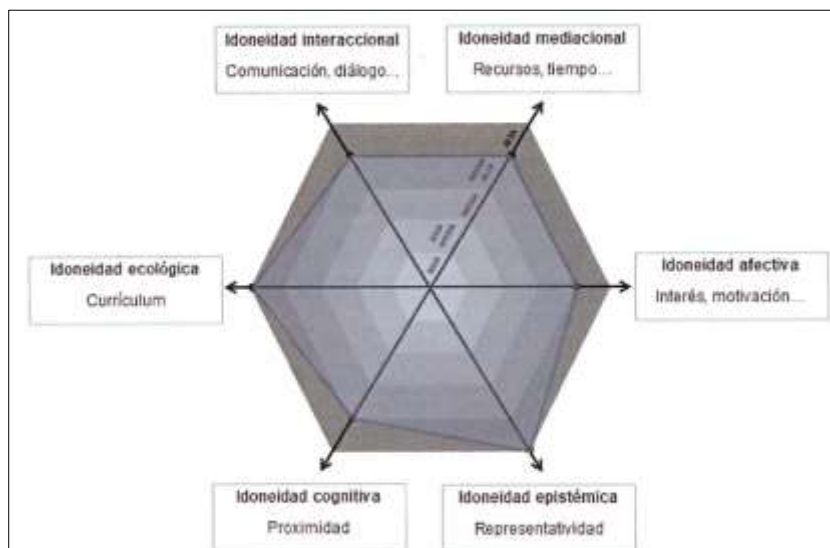 Idoneidad interaccional
Comunicación, diálogo...
Idoneidad mediacional
Recursos, tiempo...
Idoneidad ecológica
Currículum
Idoneidad afectiva
Interés, motivación...
Idoneidad cognitiva
Proximidad
Idoneidad epistémica
Representatividad